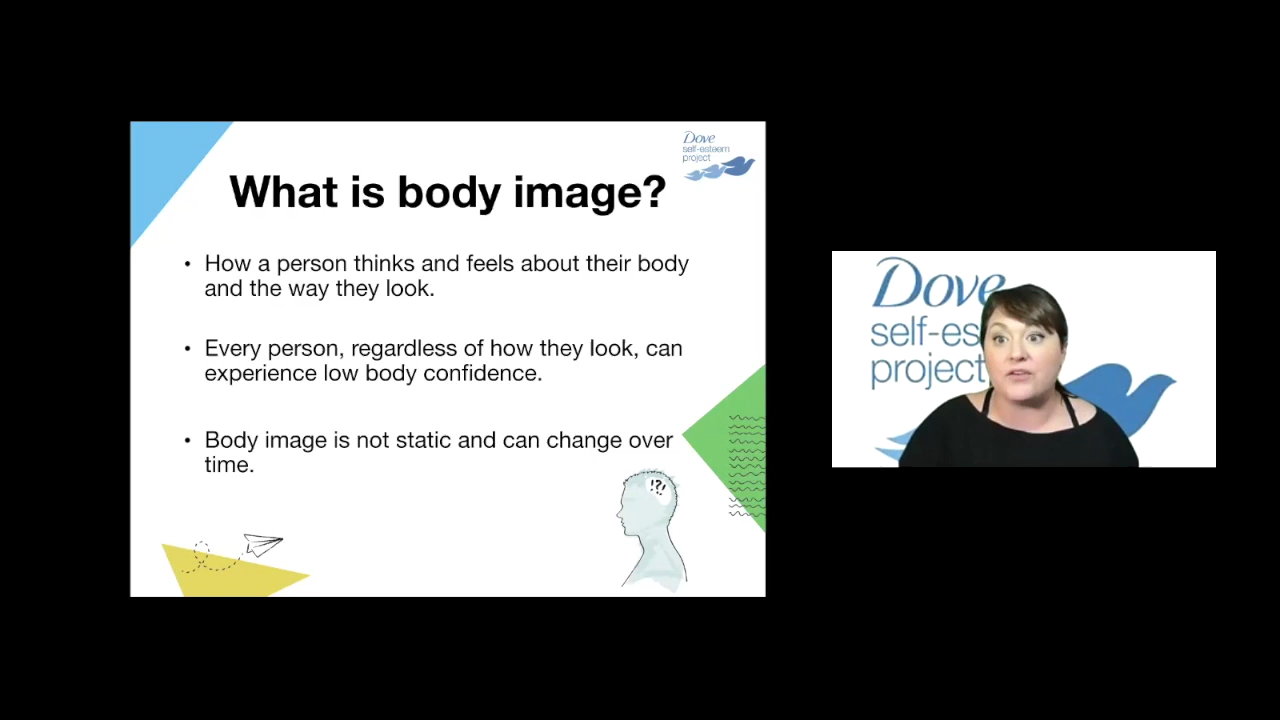 Dove
self-esteem
project
What is body image?
• How a person thinks and feels about their body
and the way they look.
• Every person, regardless of how they look, can
experience low body confidence.
• Body image is not static and can change over
time.
!?!
Dove
self-es
project